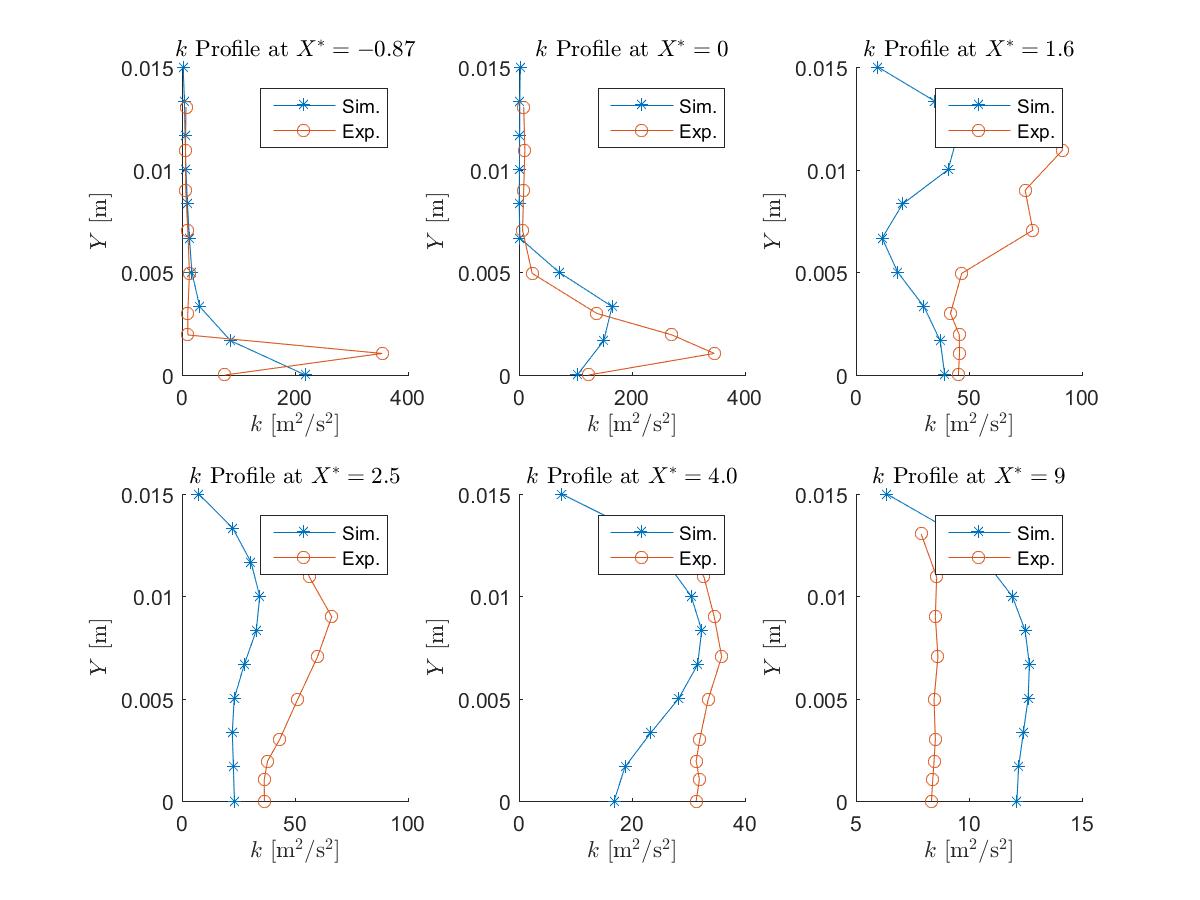 k Profile at X* = −0.87
0.015
0.01
0.005
0
Y [m]
0 200 400
k [m²/s²]
Sim.
Exp.
k Profile at X* = 0
0.015
0.01
0.005
0
Y [m]
0 200 400
k [m²/s²]
Sim.
Exp.
k Profile at X* = 1.6
0.015
0.01
0.005
0
Y [m]
0 50 100
k [m²/s²]
Sim.
Exp.
k Profile at X* = 2.5
0.015
0.01
0.005
0
Y [m]
0 50 100
k [m²/s²]
Sim.
Exp.
k Profile at X* = 4.0
0.015
0.01
0.005
0
Y [m]
0 20 40
k [m²/s²]
Sim.
Exp.
k Profile at X* = 9
0.015
0.01
0.005
0
Y [m]
5 10 15
k [m²/s²]
Sim.
Exp.